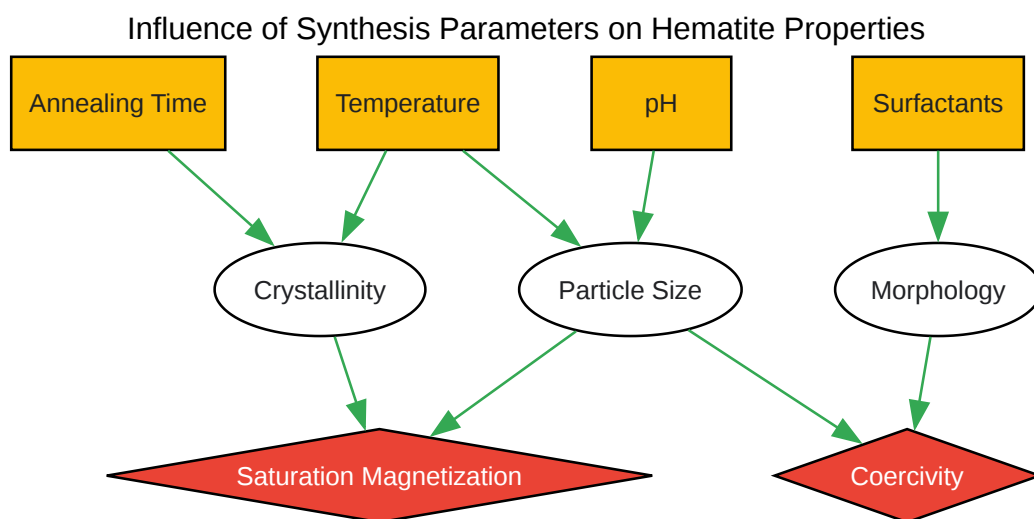 Influence of Synthesis Parameters on Hematite Properties
Annealing Time
Temperature
pH
Surfactants
Crystallinity
Particle Size
Morphology
Saturation Magnetization
Coercivity